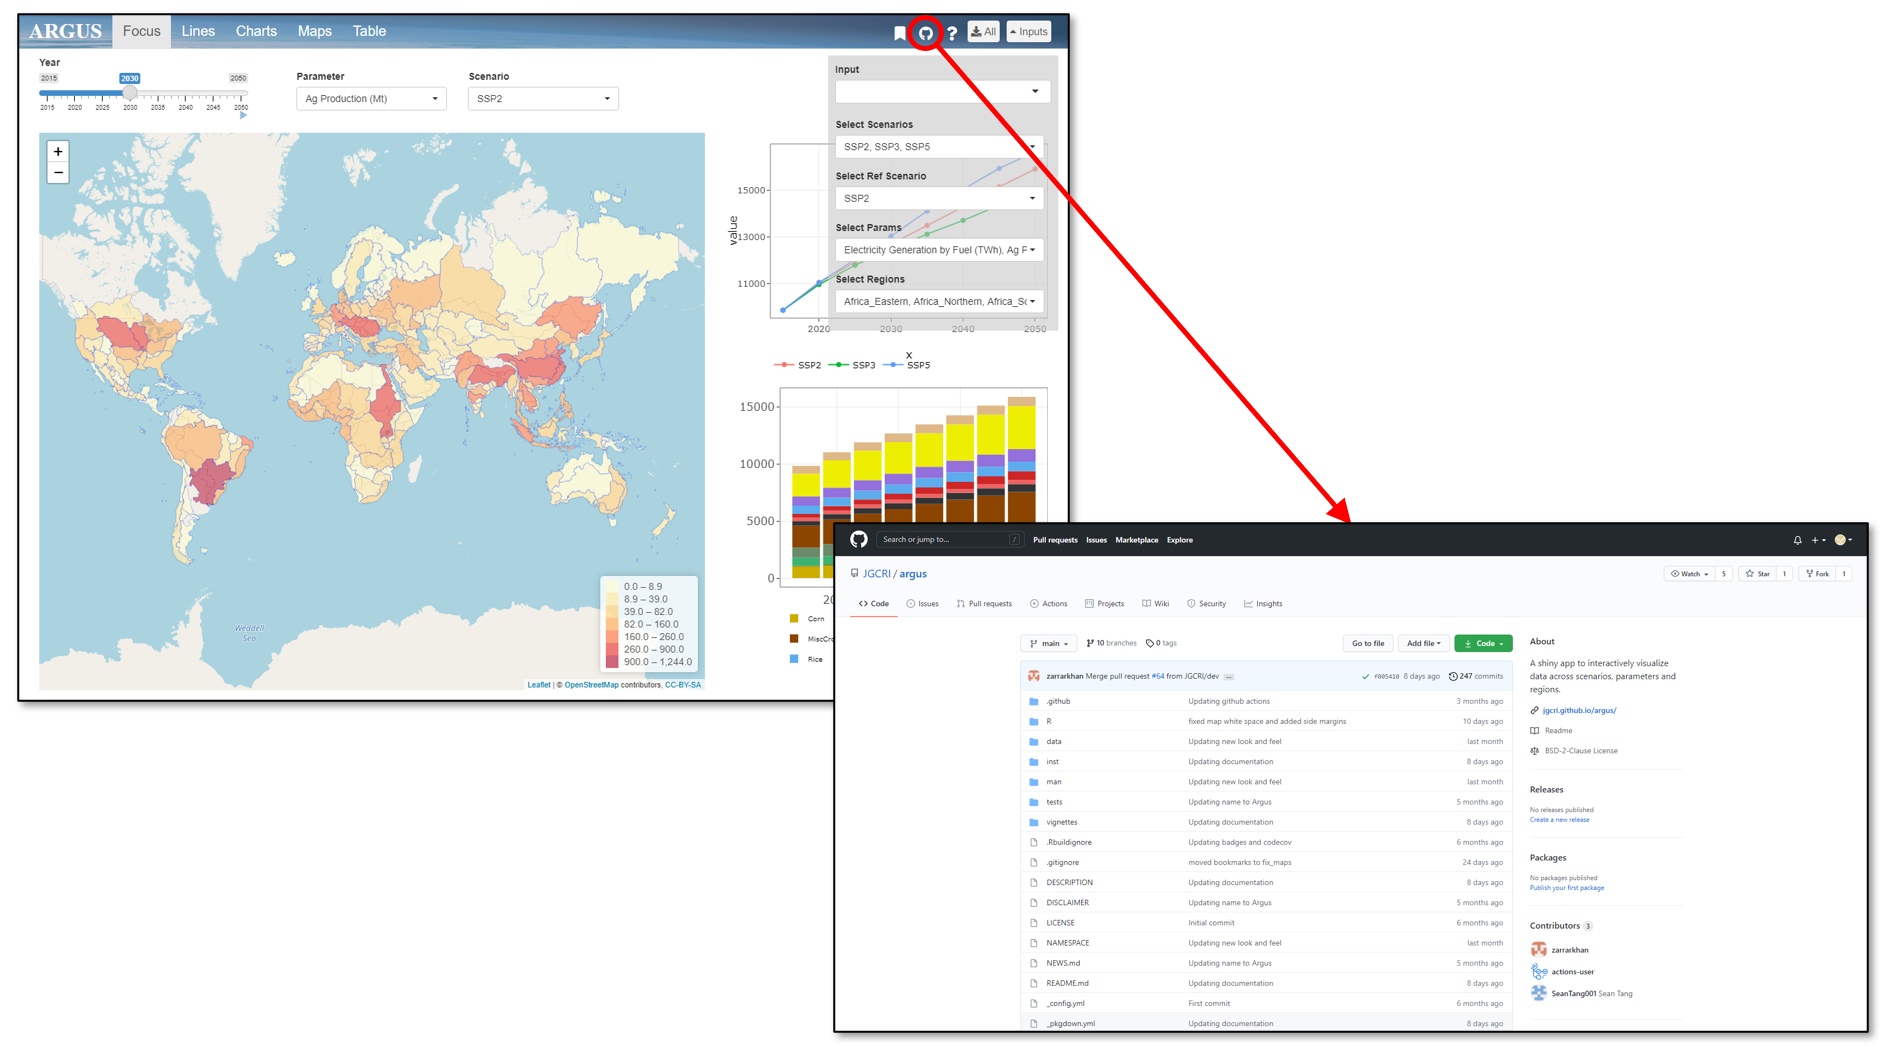 ARGUS Focus Lines Charts Maps Table ? All Inputs
Year
2015 2030 2050
2015 2020 2025 2030 2035 2040 2045 2050
Parameter
Ag Production (Mt)
Scenario
SSP2
+
−
Weddell
Sea
0.0 – 8.9
8.9 – 39.0
39.0 – 82.0
82.0 – 160.0
160.0 – 260.0
260.0 – 900.0
900.0 – 1,244.0
Leaflet | © OpenStreetMap contributors, CC-BY-SA
Input
Select Scenarios
SSP2, SSP3, SSP5
Select Ref Scenario
SSP2
Select Params
Electricity Generation by Fuel (TWh), Ag P
Select Regions
Africa_Eastern, Africa_Northern, Africa_Sc
value
15000
13000
11000
2020 2030 2040 2050
x
SSP2 SSP3 SSP5
15000
10000
5000
0
20
Corn
MiscCro
Rice
Search or jump to... / Pull requests Issues Marketplace Explore
JGCRI / argus
Watch 5 Star 1 Fork 1
Code Issues Pull requests Actions Projects Wiki Security Insights
main 10 branches 0 tags Go to file Add file Code
zarrarkhan Merge pull request #64 from JGCRI/dev ... f805410 8 days ago 247 commits
.github Updating github actions 3 months ago
R fixed map white space and added side margins 10 days ago
data Updating new look and feel last month
inst Updating documentation 8 days ago
man Updating new look and feel last month
tests Updating name to Argus 5 months ago
vignettes Updating documentation 8 days ago
.Rbuildignore Updating badges and codecov 6 months ago
.gitignore moved bookmarks to fix_maps 24 days ago
DESCRIPTION Updating documentation 8 days ago
DISCLAIMER Updating name to Argus 5 months ago
LICENSE Initial commit 6 months ago
NAMESPACE Updating new look and feel last month
NEWS.md Updating name to Argus 5 months ago
README.md Updating documentation 8 days ago
_config.yml First commit 6 months ago
_pkgdown.yml Updating documentation 8 days ago
About
A shiny app to interactively visualize
data across scenarios, parameters and
regions.
jgcri.github.io/argus/
Readme
BSD-2-Clause License
Releases
No releases published
Create a new release
Packages
No packages published
Publish your first package
Contributors 3
zarrarkhan
actions-user
SeanTang001 Sean Tang